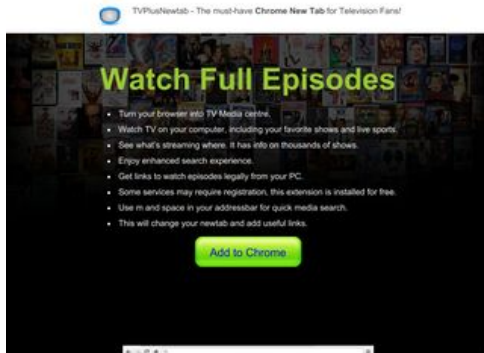 TVPlusNewtab - The must-have Chrome New Tab for Television Fans!
Watch Full Episodes
Turn your browser into TV Media centre.
Watch TV on your computer, including your favorite shows and live sports.
See what's streaming where. It has info on thousands of shows.
Enjoy enhanced search experience.
Get links to watch episodes legally from your PC.
Some services may require registration, this extension is installed for free.
Use m and space in your addressbar for quick media search.
This will change your newtab and add useful links.
Add to Chrome